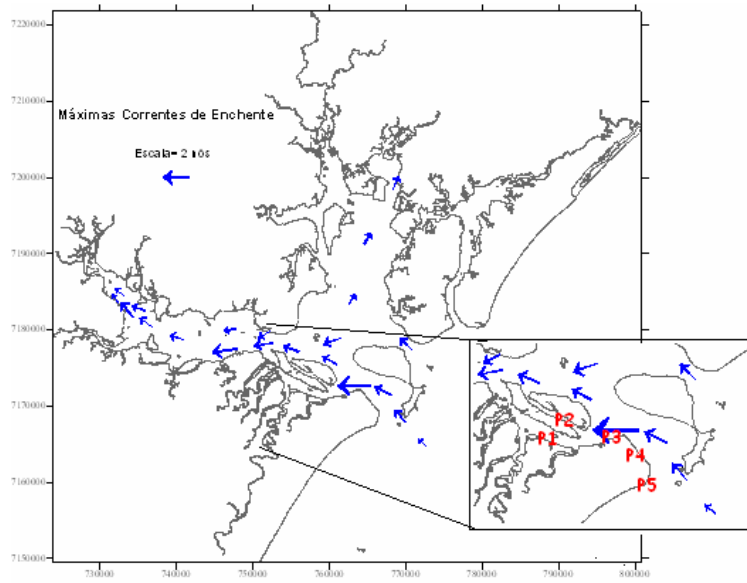 7220000
7210000
Máximas Correntes de Enchente
Escala= 2 nós
7200000
7190000
7180000
7170000
P2
P1
P3
P4
7160000
P5
7150000
730000 740000 750000 760000 770000 780000 790000 800000